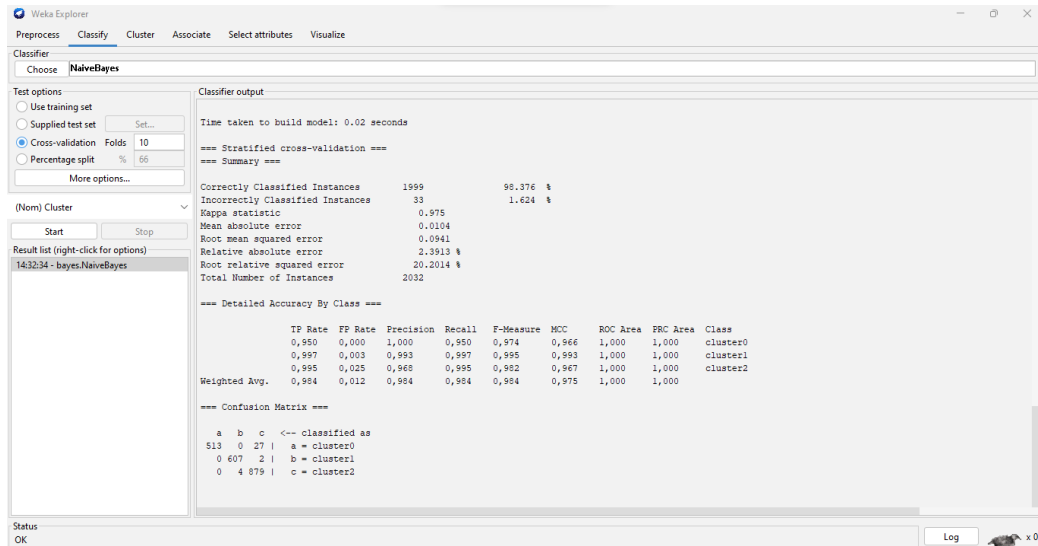 Weka Explorer
Preprocess Classify Cluster Associate Select attributes Visualize
Classifier
Choose NaiveBayes
Test options
Use training set
Supplied test set Set...
Cross-validation Folds 10
Percentage split % 66
More options...
(Nom) Cluster
Start Stop
Result list (right-click for options)
14:32:34 - bayes.NaiveBayes
Classifier output
Time taken to build model: 0.02 seconds
=== Stratified cross-validation ===
=== Summary ===
Correctly Classified Instances 1999 98.376 %
Incorrectly Classified Instances 33 1.624 %
Kappa statistic 0.975
Mean absolute error 0.0104
Root mean squared error 0.0941
Relative absolute error 2.3913 %
Root relative squared error 20.2014 %
Total Number of Instances 2032
=== Detailed Accuracy By Class ===
TP Rate FP Rate Precision Recall F-Measure MCC ROC Area PRC Area Class
0,950 0,000 1,000 0,950 0,974 0,966 1,000 1,000 cluster0
0,997 0,003 0,993 0,997 0,995 0,993 1,000 1,000 cluster1
0,995 0,025 0,968 0,995 0,982 0,967 1,000 1,000 cluster2
Weighted Avg. 0,984 0,012 0,984 0,984 0,984 0,975 1,000 1,000
=== Confusion Matrix ===
a b c <-- classified as
513 0 27 | a = cluster0
0 607 2 | b = cluster1
0 4 879 | c = cluster2
Status
OK
Log x 0